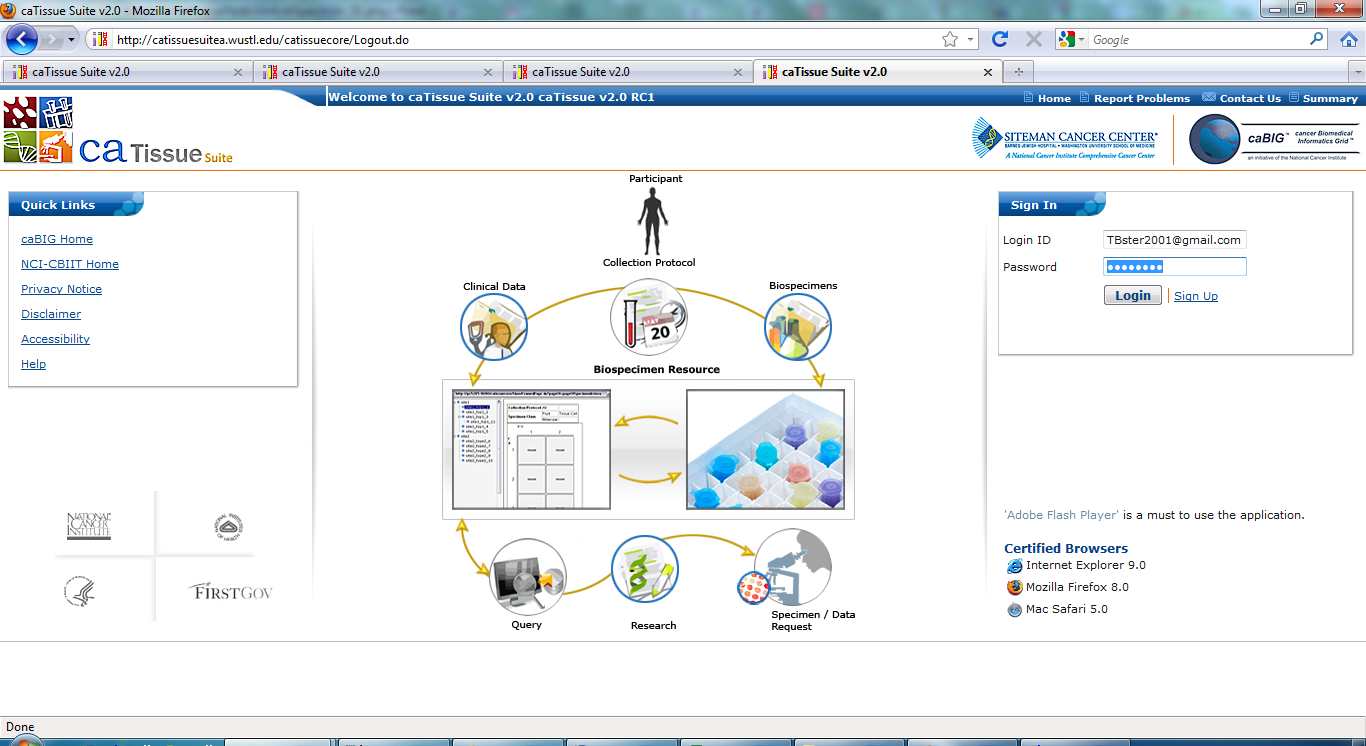 caTissue Suite v2.0 - Mozilla Firefox
http://catissuesuitea.wustl.edu/catissuecore/Logout.do
Google
caTissue Suite v2.0
caTissue Suite v2.0
caTissue Suite v2.0
caTissue Suite v2.0
Welcome to caTissue Suite v2.0 caTissue v2.0 RC1
Home
Report Problems
Contact Us
Summary
ca Tissue Suite
SITEMAN CANCER CENTER
BARNES-JEWISH HOSPITAL • WASHINGTON UNIVERSITY SCHOOL OF MEDICINE
A National Cancer Institute Comprehensive Cancer Center
caBIG™
cancer Biomedical
Informatics Grid™
an initiative of the National Cancer Institute
Quick Links
caBIG Home
NCI-CBIIT Home
Privacy Notice
Disclaimer
Accessibility
Help
NATIONAL
CANCER
INSTITUTE
FIRSTGOV
Participant
Collection Protocol
Clinical Data
Biospecimens
MAY
20
Biospecimen Resource
Query
Research
Specimen / Data
Request
Sign In
Login ID
TBster2001@gmail.com
Password
Login
Sign Up
'Adobe Flash Player' is a must to use the application.
Certified Browsers
Internet Explorer 9.0
Mozilla Firefox 8.0
Mac Safari 5.0
Done